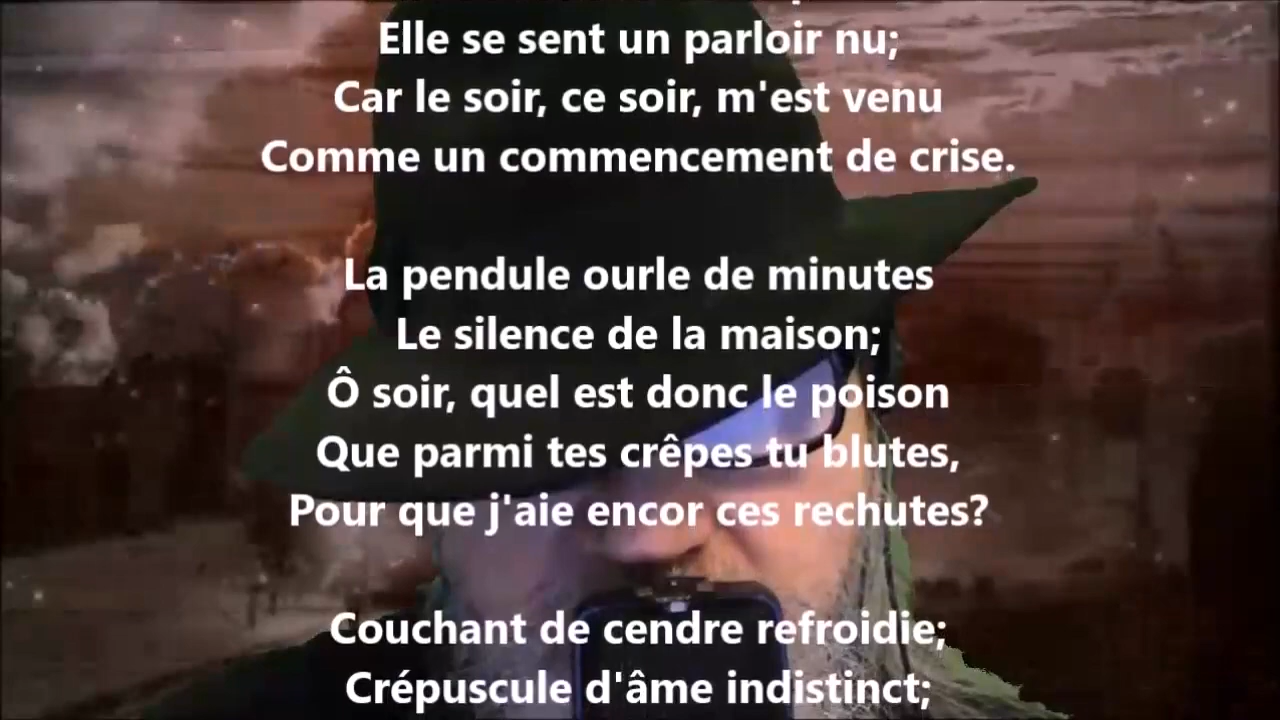 Elle se sent un parloir nu;
Car le soir, ce soir, m'est venu
Comme un commencement de crise.
La pendule ourle de minutes
Le silence de la maison;
Ô soir, quel est donc le poison
Que parmi tes crêpes tu blutes,
Pour que j'aie encor ces rechutes?
Couchant de cendre refroidie;
Crépuscule d'âme indistinct;